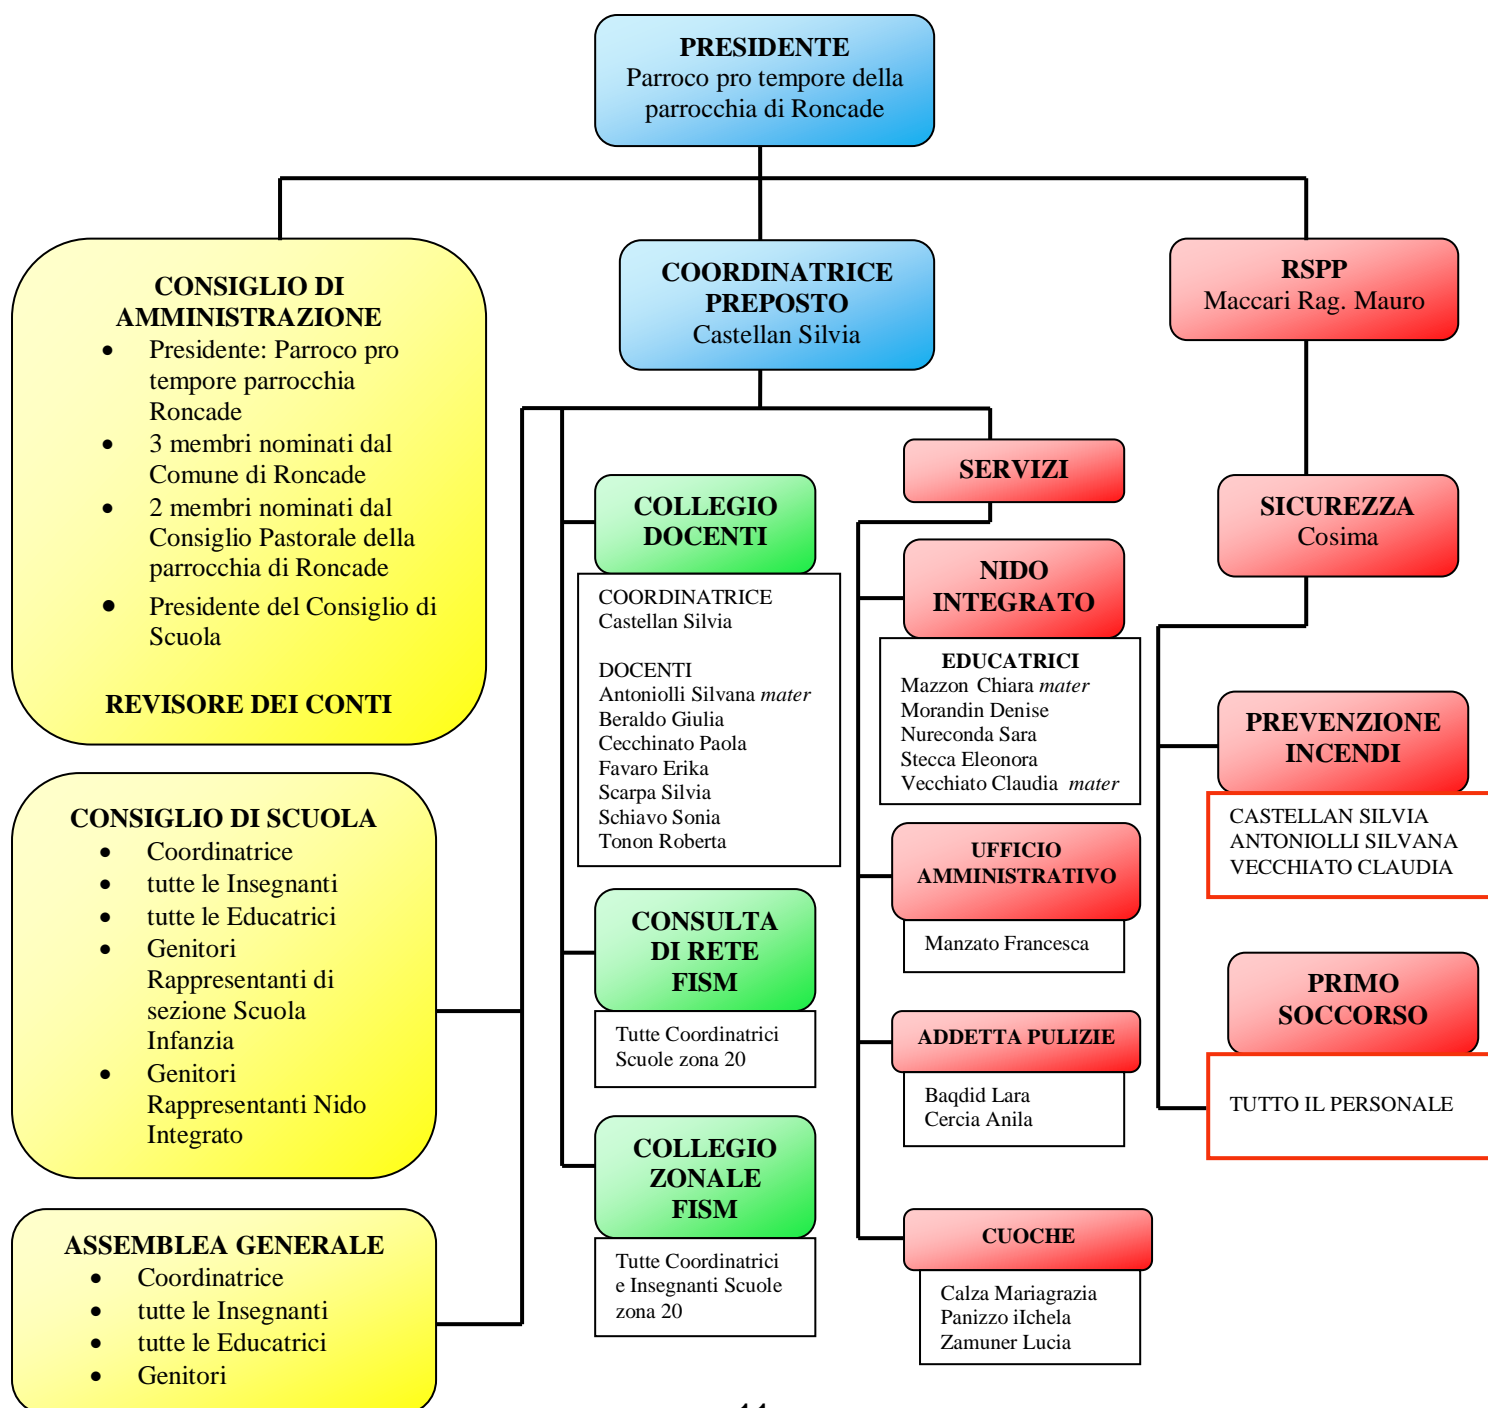 PRESIDENTE
Parroco pro tempore della
parrocchia di Roncade
CONSIGLIO DI
AMMINISTRAZIONE
• Presidente: Parroco pro
tempore parrocchia
Roncade
• 3 membri nominati dal
Comune di Roncade
• 2 membri nominati dal
Consiglio Pastorale della
parrocchia di Roncade
• Presidente del Consiglio di
Scuola
REVISORE DEI CONTI
COORDINATRICE
PREPOSTO
Castellan Silvia
RSPP
Maccari Rag. Mauro
CONSIGLIO DI SCUOLA
• Coordinatrice
• tutte le Insegnanti
• tutte le Educatrici
• Genitori
Rappresentanti di
sezione Scuola
Infanzia
• Genitori
Rappresentanti Nido
Integrato
ASSEMBLEA GENERALE
• Coordinatrice
• tutte le Insegnanti
• tutte le Educatrici
• Genitori
COLLEGIO
DOCENTI
COORDINATRICE
Castellan Silvia
DOCENTI
Antoniolli Silvana mater
Beraldo Giulia
Cecchinato Paola
Favaro Erika
Scarpa Silvia
Schiavo Sonia
Tonon Roberta
CONSULTA
DI RETE
FISM
Tutte Coordinatrici
Scuole zona 20
COLLEGIO
ZONALE
FISM
Tutte Coordinatrici
e Insegnanti Scuole
zona 20
SERVIZI
NIDO
INTEGRATO
EDUCATRICI
Mazzon Chiara mater
Morandin Denise
Nureconda Sara
Stecca Eleonora
Vecchiato Claudia mater
UFFICIO
AMMINISTRATIVO
Manzato Francesca
ADDETTA PULIZIE
Baqdid Lara
Cercia Anila
CUOCHE
Calza Mariagrazia
Panizzo iIchela
Zamuner Lucia
SICUREZZA
Cosima
PREVENZIONE
INCENDI
CASTELLAN SILVIA
ANTONIOLLI SILVANA
VECCHIATO CLAUDIA
PRIMO
SOCCORSO
TUTTO IL PERSONALE